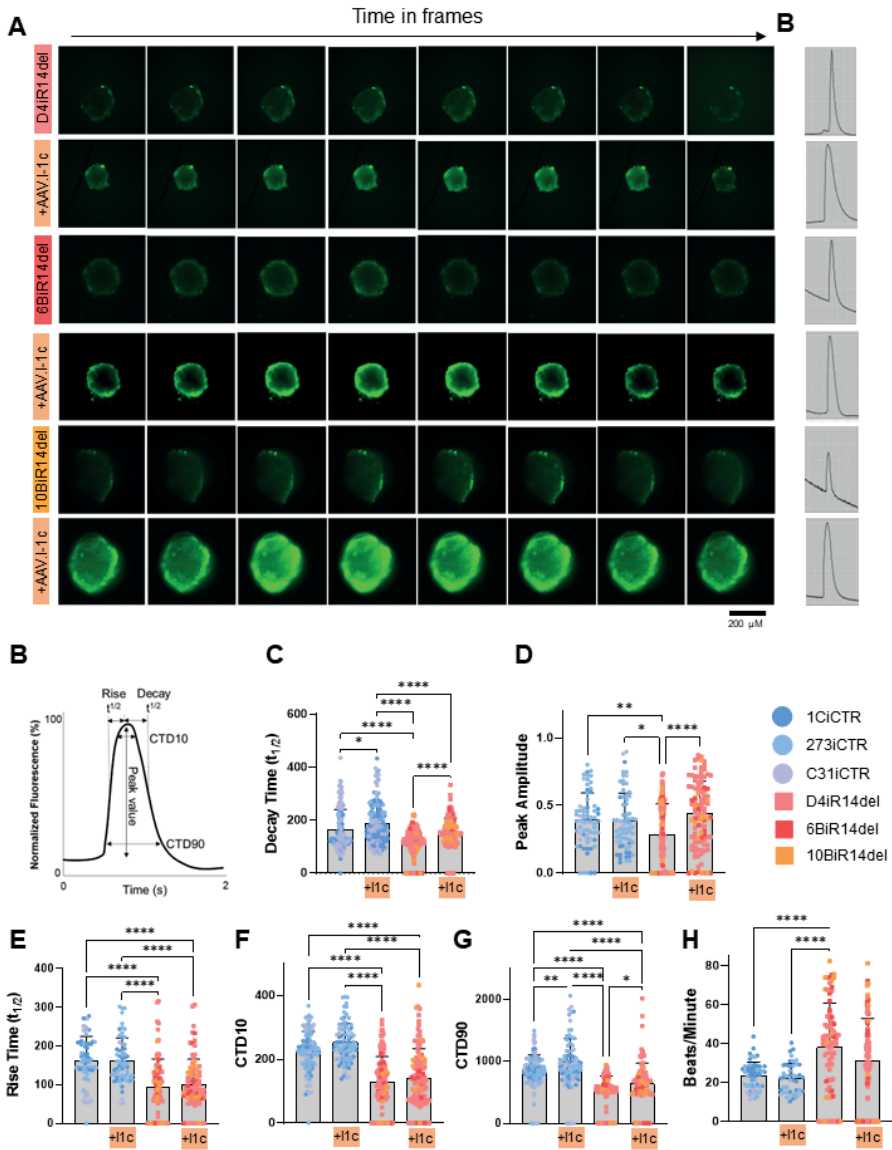 Time in frames
A
B
D4iR14del
+AAV.I-1c
6BiR14del
+AAV.I-1c
10BiR14del
+AAV.I-1c
200 µM
B
Rise
t1/2
Decay
t1/2
100
CTD10
Peak value
CTD90
0
Normalized Fluorescence (%)
0
2
Time (s)
C
****
****
****
*
****
600
400
200
0
Decay Time (t1/2)
+I1c
+I1c
D
**
*
****
1.0
0.5
0.0
Peak Amplitude
+I1c
+I1c
1CiCTR
273iCTR
C31iCTR
D4iR14del
6BiR14del
10BiR14del
E
****
****
****
****
400
300
200
100
0
Rise Time (t1/2)
+I1c
+I1c
F
****
****
****
****
400
200
0
CTD10
+I1c
+I1c
G
****
****
****
**
****
*
2000
1000
0
CTD90
+I1c
+I1c
H
****
****
80
60
40
20
0
Beats/Minute
+I1c
+I1c